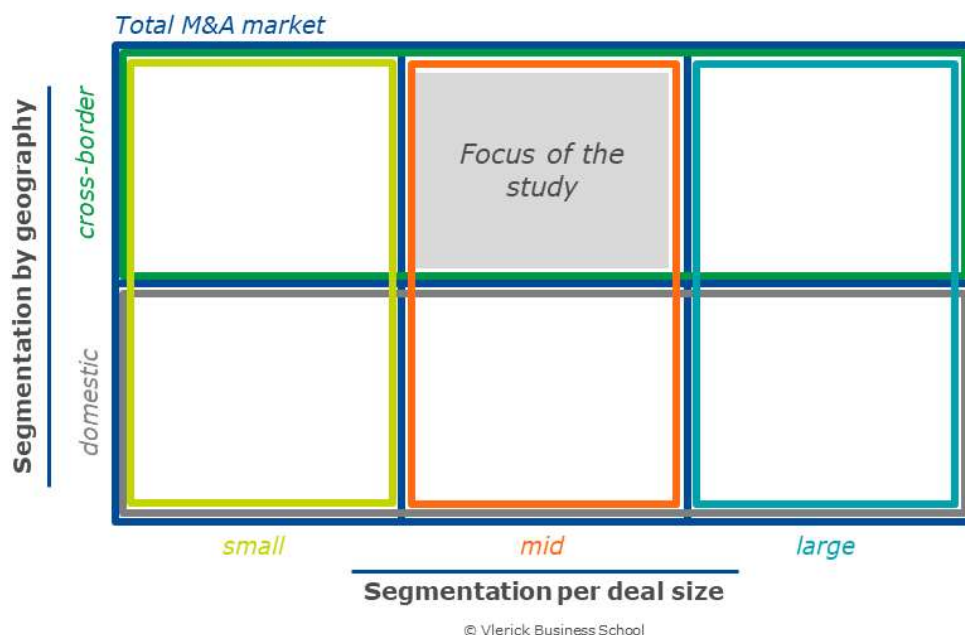 Total M&A market
Segmentation by geography
cross-border
Focus of the
study
domestic
small
mid
large
Segmentation per deal size
© Vlerick Business School